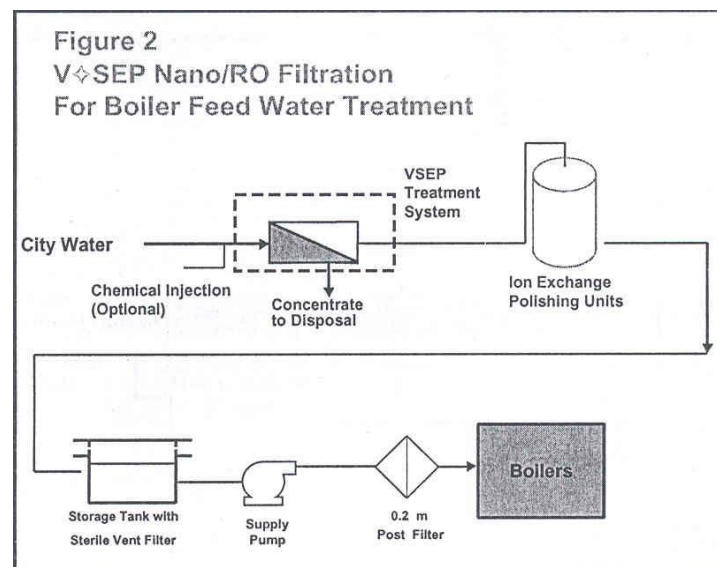 Figure 2
V✧SEP Nano/RO Filtration
For Boiler Feed Water Treatment
VSEP
Treatment
System
City Water
Chemical Injection
(Optional)
Concentrate
to Disposal
Ion Exchange
Polishing Units
Boilers
Storage Tank with
Sterile Vent Filter
Supply
Pump
0.2 m
Post Filter